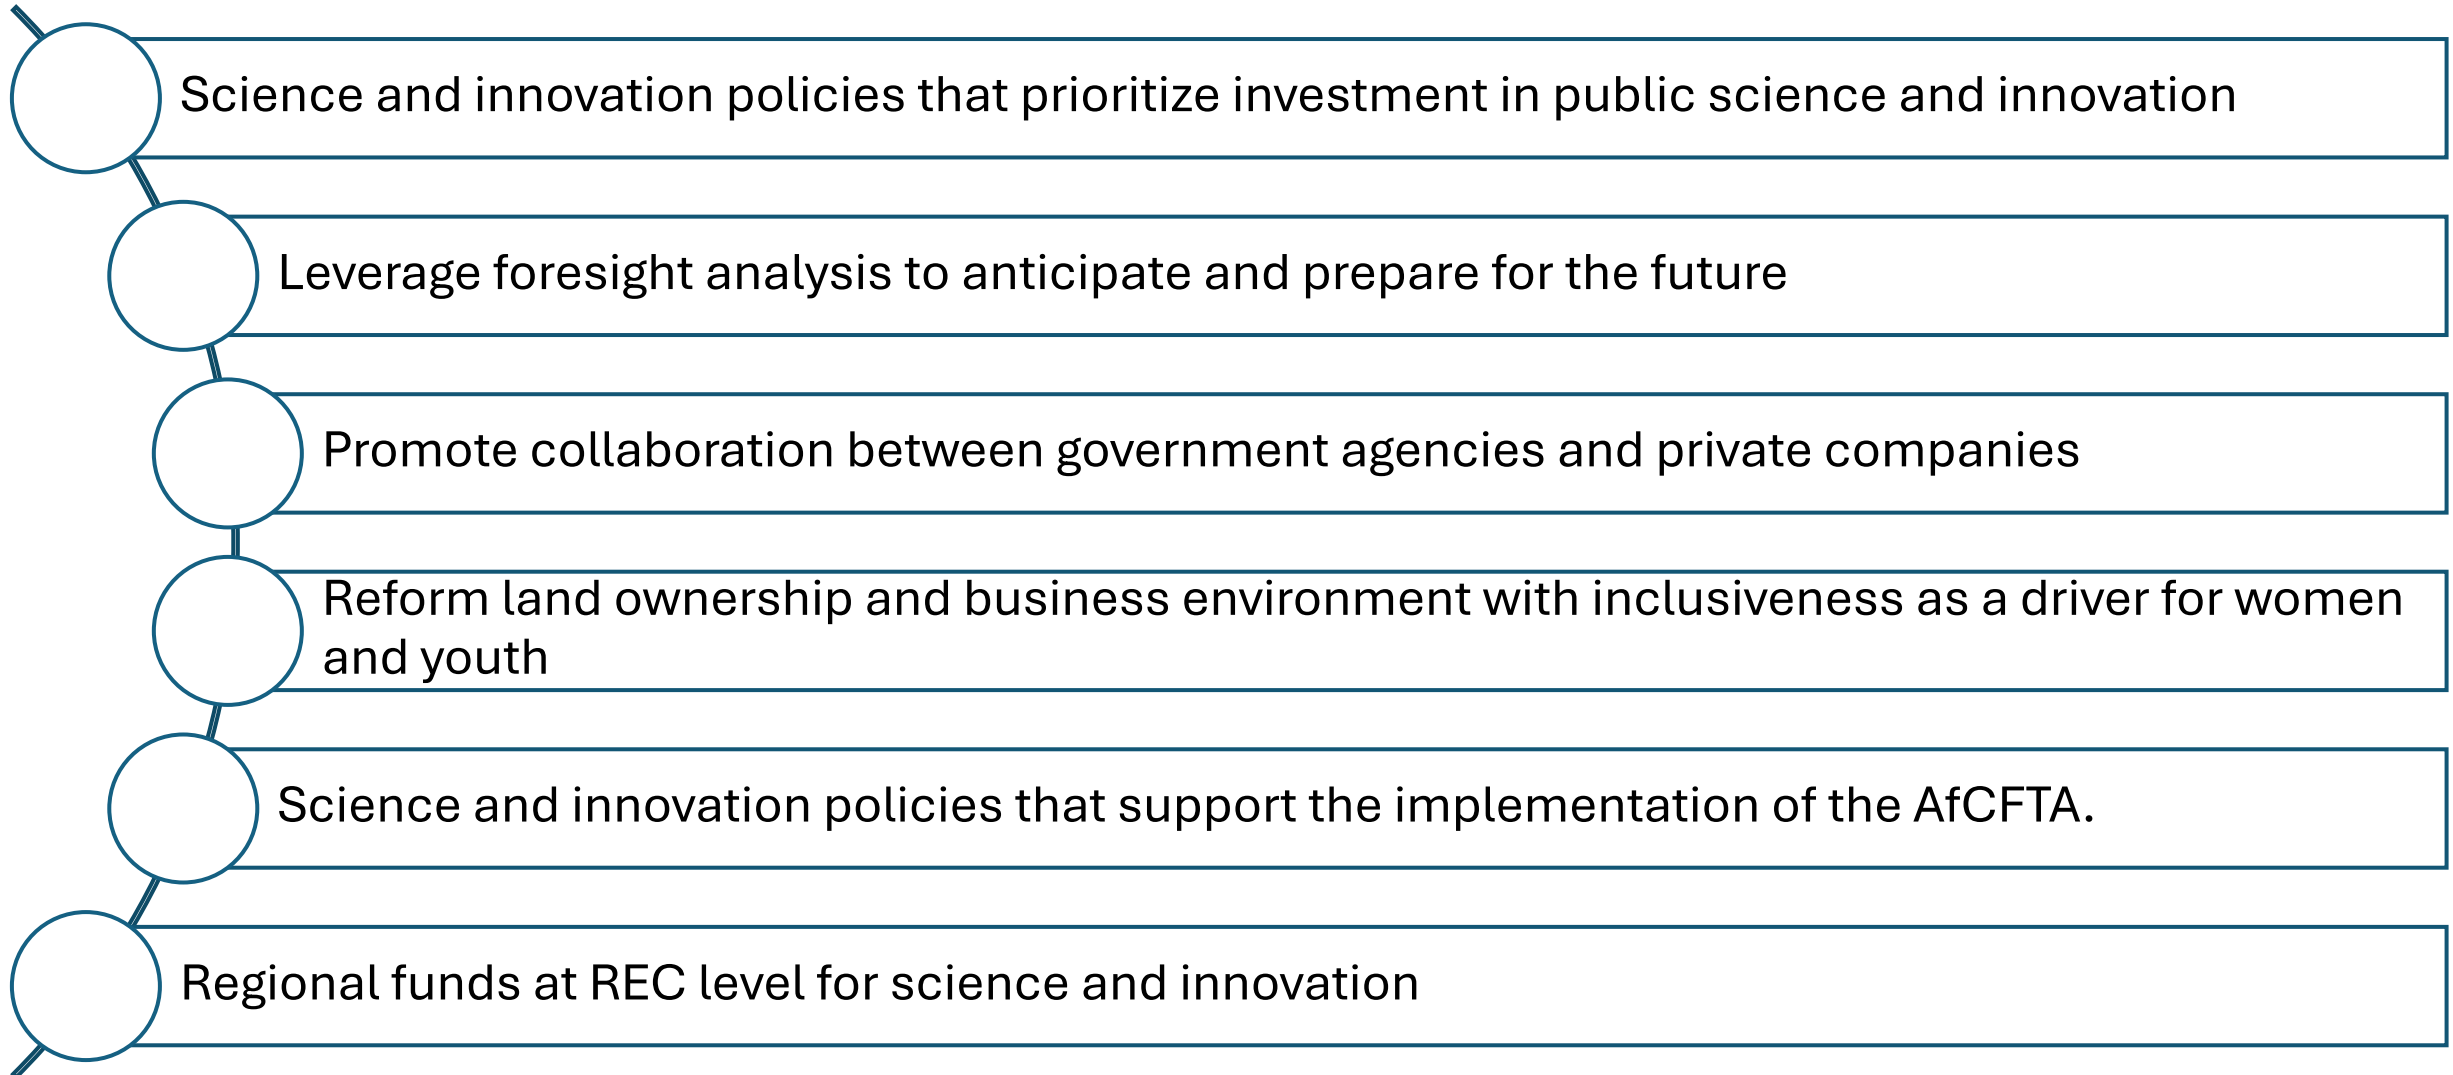 Science and innovation policies that prioritize investment in public science and innovation
Leverage foresight analysis to anticipate and prepare for the future
Promote collaboration between government agencies and private companies
Reform land ownership and business environment with inclusiveness as a driver for women
and youth
Science and innovation policies that support the implementation of the AfCFTA.
Regional funds at REC level for science and innovation